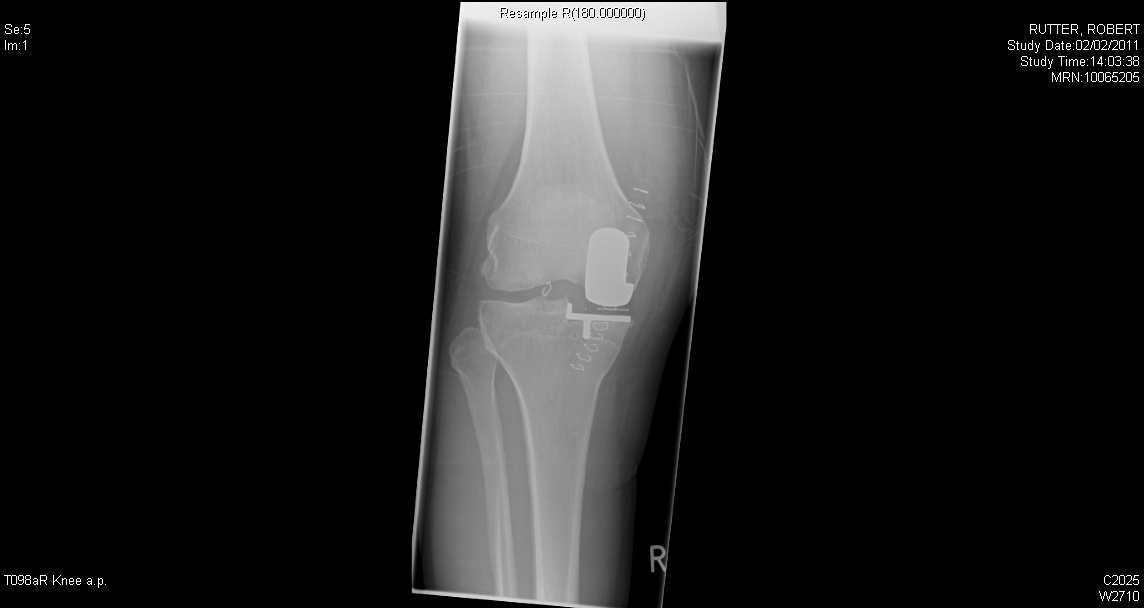 Resample R(180.000000)
Se:5
Im:1
RUTTER, ROBERT
Study Date:02/02/2011
Study Time:14:03:38
MRN:10065205
R
T098aR Knee a.p.
C2025
W2710